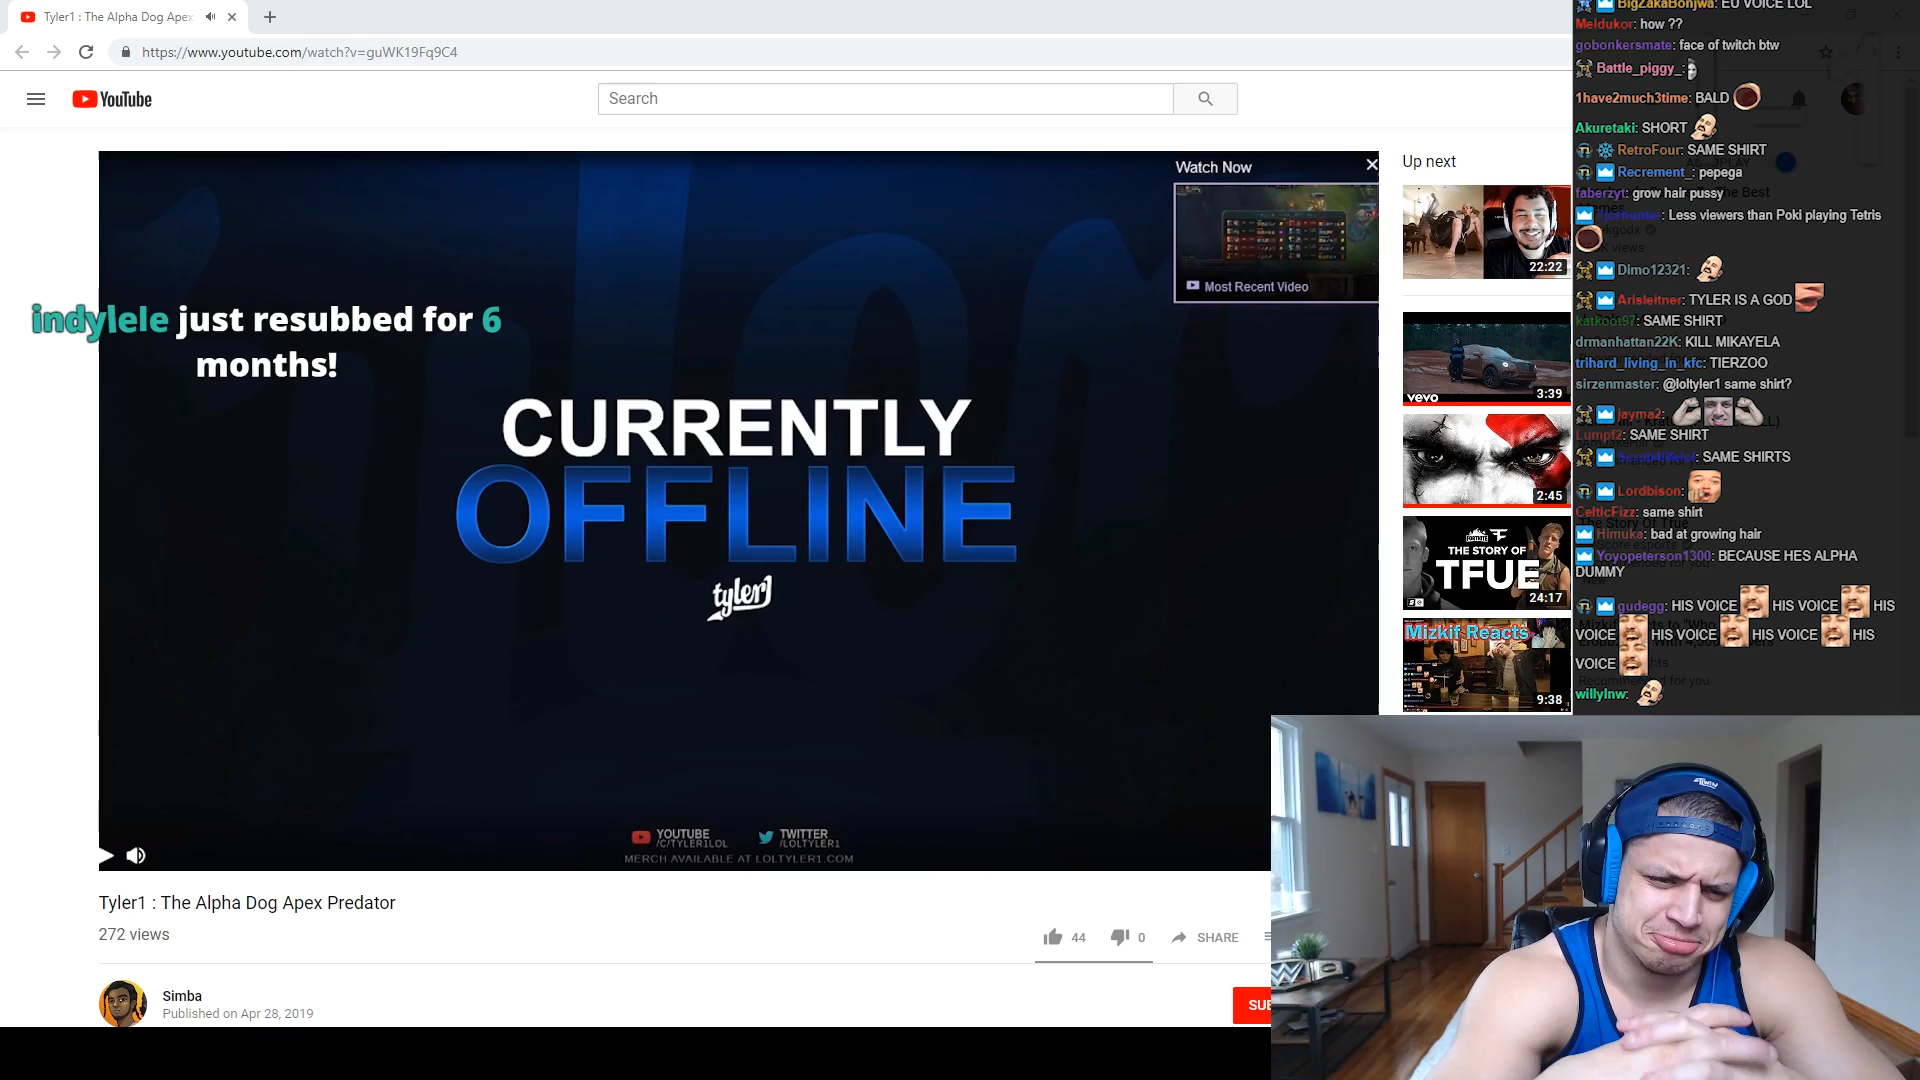 Tyler1 : The Alpha Dog Apex
https://www.youtube.com/watch?v=guWK19Fq9C4
YouTube
Search
Watch Now
Most Recent Video
indylele just resubbed for 6
months!
CURRENTLY
OFFLINE
tyler1
YOUTUBE
/C/TYLER1LOL
TWITTER
/LOLTYLER1
MERCH AVAILABLE AT LOLTYLER1.COM
Tyler1 : The Alpha Dog Apex Predator
272 views
44
0
SHARE
Simba
Published on Apr 28, 2019
SUB
Up next
22:22
vevo
3:39
2:45
FORTNITE
THE STORY OF
TFUE
24:17
Mizkif Reacts
9:38
BigZakaBonjwa: EU VOICE LOL
Meldukor: how ??
gobonkersmate: face of twitch btw
Battle_piggy_:
1have2much3time: BALD
Akuretaki: SHORT
RetroFour: SAME SHIRT
Recrement_: pepega
faberzyt: grow hair pussy
: Less viewers than Poki playing Tetris
Dimo12321:
Arisleitner: TYLER IS A GOD
katkoot97: SAME SHIRT
drmanhattan22K: KILL MIKAYELA
trihard_living_in_kfc: TIERZOO
sirzenmaster: @loltyler1 same shirt?
jayma2:
Lumpf2: SAME SHIRT
: SAME SHIRTS
Lordbison:
CelticFizz: same shirt
Himuka: bad at growing hair
Yoyopeterson1300: BECAUSE HES ALPHA
DUMMY
gudegg: HIS VOICE HIS VOICE HIS
VOICE HIS VOICE HIS VOICE HIS
VOICE
willylnw: